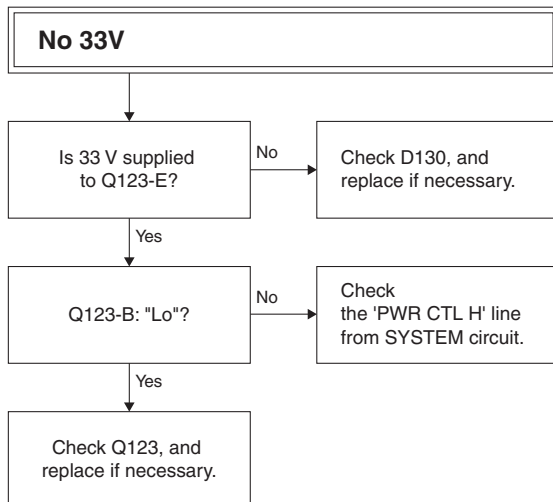 No 33V
Is 33 V supplied
to Q123-E?
No
Check D130, and
replace if necessary.
Yes
Q123-B: "Lo"?
No
Check
the 'PWR CTL H' line
from SYSTEM circuit.
Yes
Check Q123, and
replace if necessary.